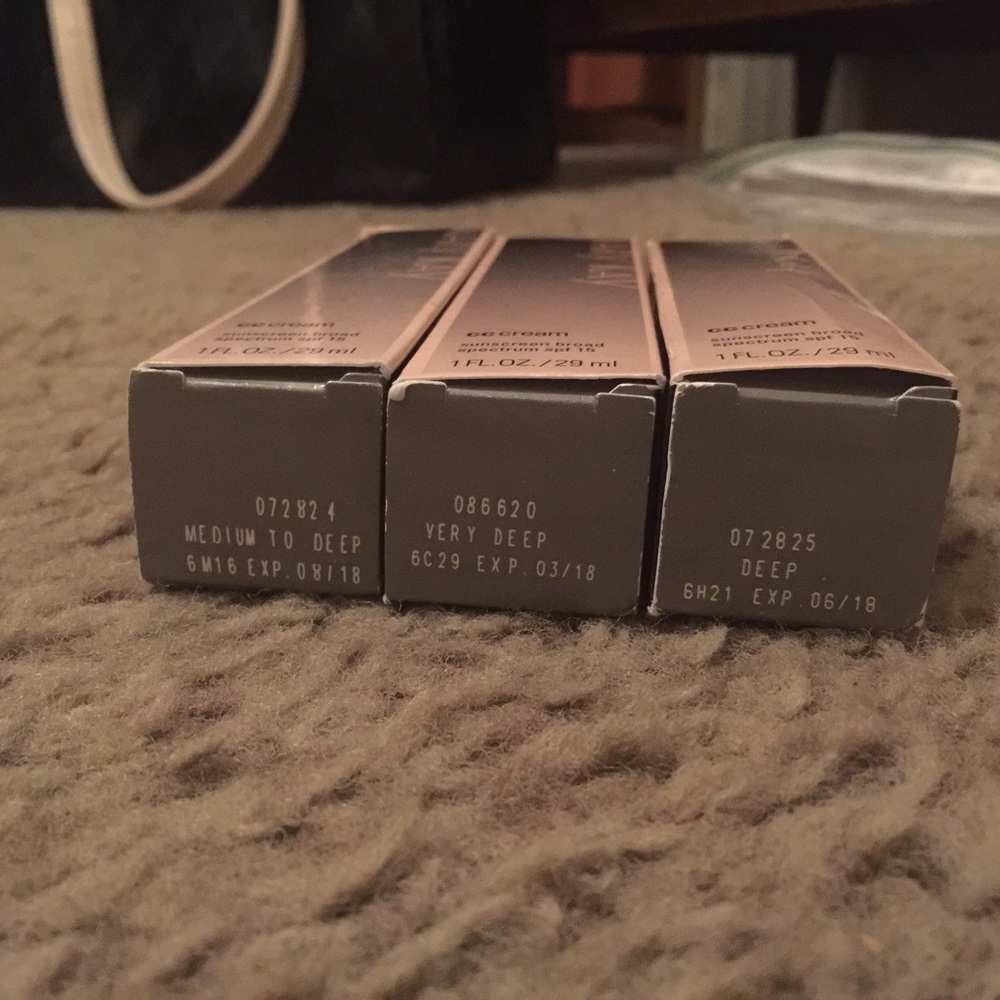 cc cream
sunscreen broad
spectrum spf 15
1 FL.OZ./29 ml
072824
MEDIUM TO DEEP
6M16 EXP.08/18
cc cream
sunscreen broad
spectrum spf 15
1 FL.OZ./29 ml
086620
VERY DEEP
6C29 EXP.03/18
cc cream
sunscreen broad
spectrum spf 15
1 FL.OZ./29 ml
072825
DEEP
6H21 EXP.06/18